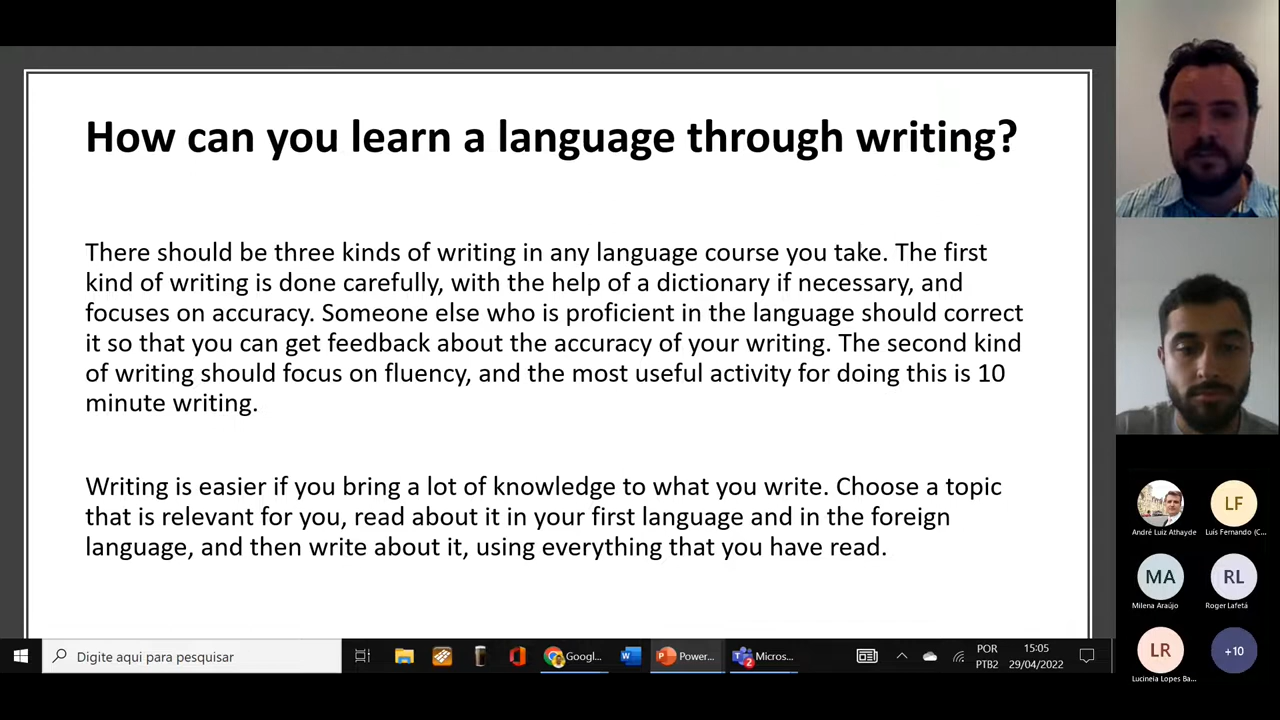 How can you learn a language through writing?
There should be three kinds of writing in any language course you take. The first
kind of writing is done carefully, with the help of a dictionary if necessary, and
focuses on accuracy. Someone else who is proficient in the language should correct
it so that you can get feedback about the accuracy of your writing. The second kind
of writing should focus on fluency, and the most useful activity for doing this is 10
minute writing.
Writing is easier if you bring a lot of knowledge to what you write. Choose a topic
that is relevant for you, read about it in your first language and in the foreign
language, and then write about it, using everything that you have read.
LF
André Luiz Athayde
Luís Fernando (C...
MA
RL
Milena Araújo
Roger Lafetá
LR
+10
Lucineia Lopes Ba...
Digite aqui para pesquisar
Googl...
Power...
2
Micros...
POR
PTB2
15:05
29/04/2022